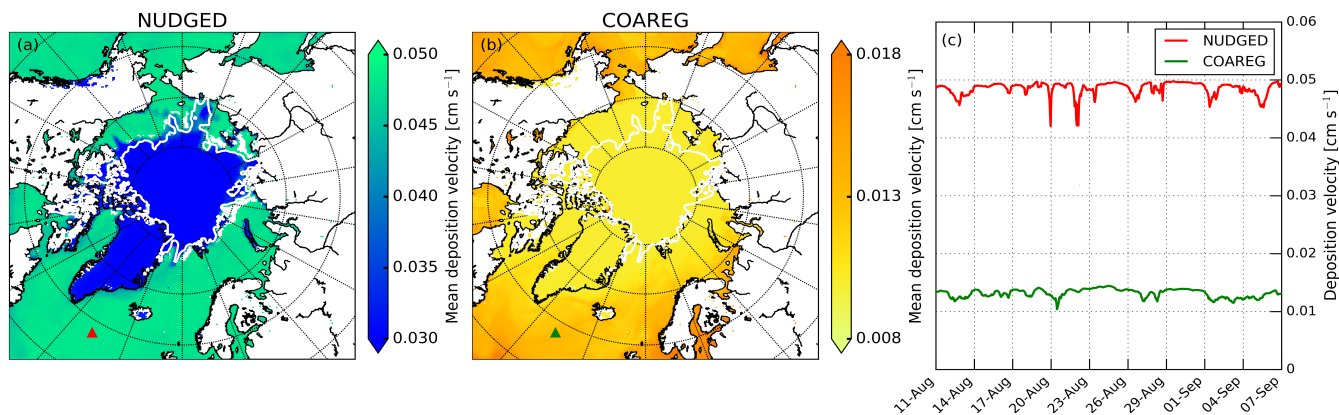 NUDGED
(a)
0.050
0.045
0.040
0.035
0.030
Mean deposition velocity [cm s⁻¹]
COAREG
(b)
0.018
0.013
0.008
Mean deposition velocity [cm s⁻¹]
(c)
NUDGED
COAREG
0.06
0.05
0.04
0.03
0.02
0.01
0
Deposition velocity [cm s⁻¹]
11-Aug
14-Aug
17-Aug
20-Aug
23-Aug
26-Aug
29-Aug
01-Sep
04-Sep
07-Sep